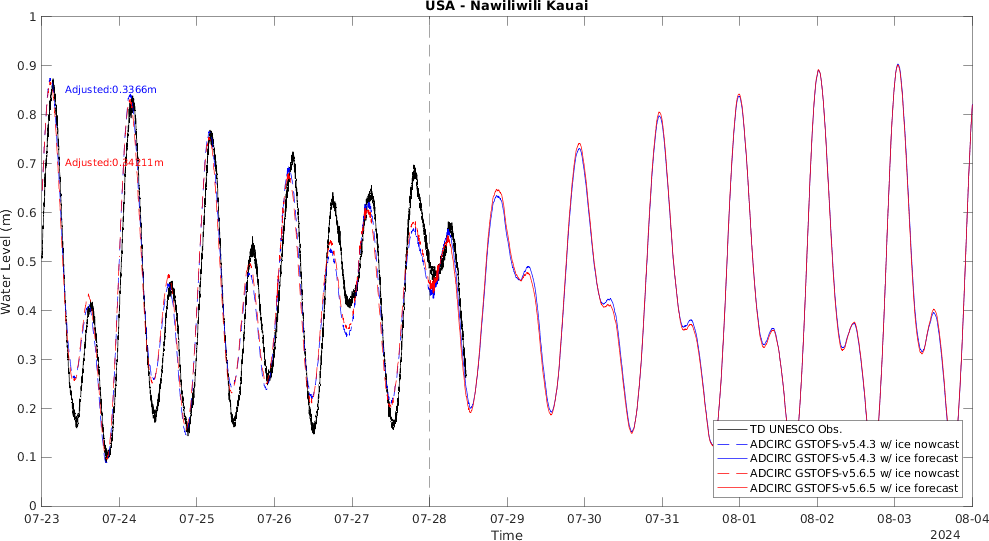 USA - Nawiliwili Kauai
1
0.9
0.8
0.7
0.6
0.5
0.4
0.3
0.2
0.1
0
Water Level (m)
Adjusted:0.3366m
Adjusted:0.34211m
TD UNESCO Obs.
ADCIRC GSTOFS-v5.4.3 w/ ice nowcast
ADCIRC GSTOFS-v5.4.3 w/ ice forecast
ADCIRC GSTOFS-v5.6.5 w/ ice nowcast
ADCIRC GSTOFS-v5.6.5 w/ ice forecast
07-23 07-24 07-25 07-26 07-27 07-28 07-29 07-30 07-31 08-01 08-02 08-03 08-04
Time
2024